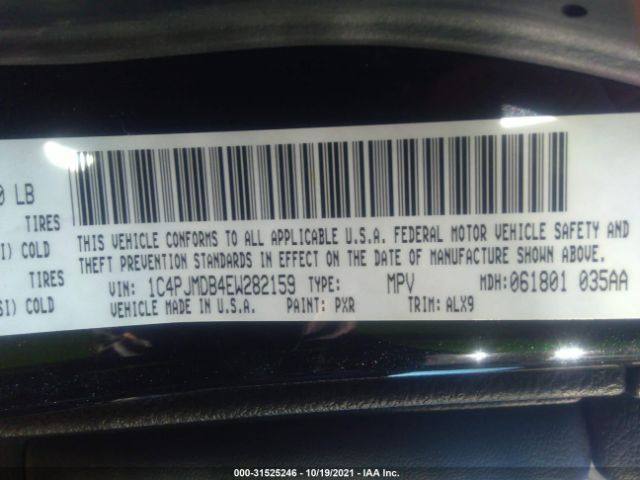 0 LB
TIRES
SI) COLD
TIRES
SI) COLD
THIS VEHICLE CONFORMS TO ALL APPLICABLE U.S.A. FEDERAL MOTOR VEHICLE SAFETY AND
THEFT PREVENTION STANDARDS IN EFFECT ON THE DATE OF MANUFACTURE SHOWN ABOVE.
VIN: 1C4PJMDB4EW282159 TYPE: MPV MDH:061801 035AA
VEHICLE MADE IN U.S.A. PAINT: PXR TRIM: ALX9
000-31525246 - 10/19/2021 - IAA Inc.